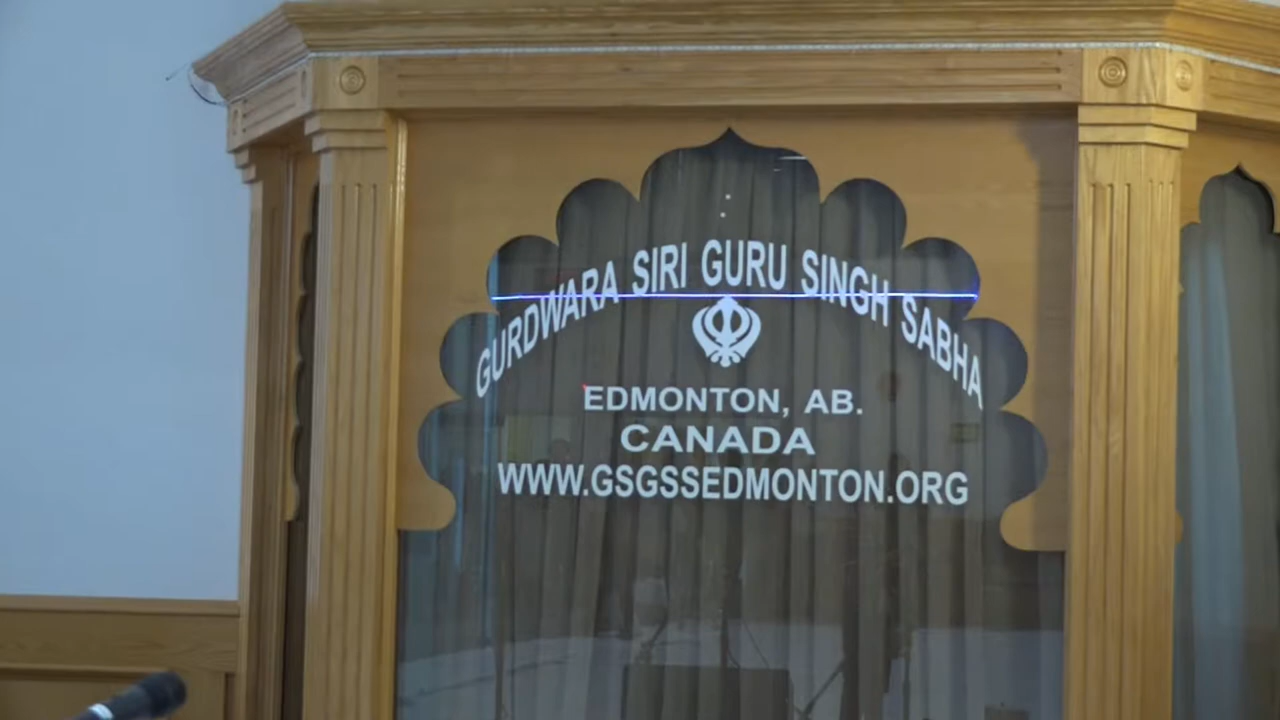 GURDWARA SIRI GURU SINGH SABHA
EDMONTON, AB.
CANADA
WWW.GSGSSEDMONTON.ORG